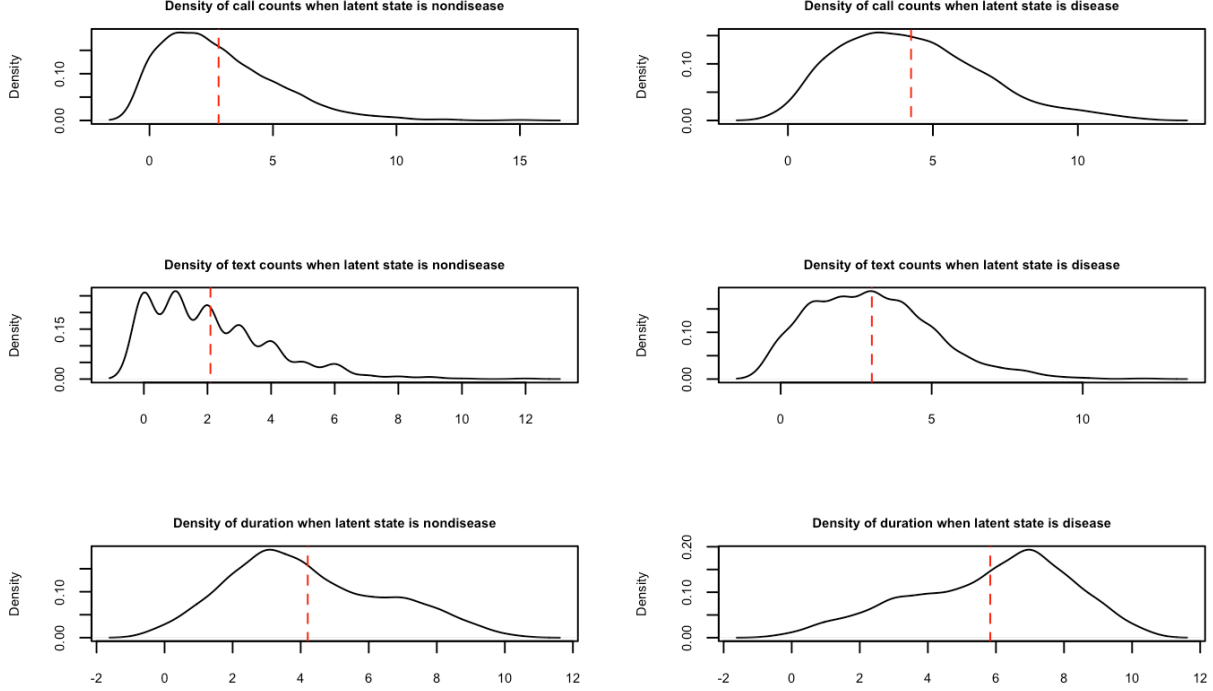 Density of call counts when latent state is nondisease
Density
0.00 0.10
0 5 10 15
Density of call counts when latent state is disease
Density
0.00 0.10
0 5 10
Density of text counts when latent state is nondisease
Density
0.00 0.15
0 2 4 6 8 10 12
Density of text counts when latent state is disease
Density
0.00 0.10
0 5 10
Density of duration when latent state is nondisease
Density
0.00 0.10
-2 0 2 4 6 8 10 12
Density of duration when latent state is disease
Density
0.00 0.10 0.20
-2 0 2 4 6 8 10 12